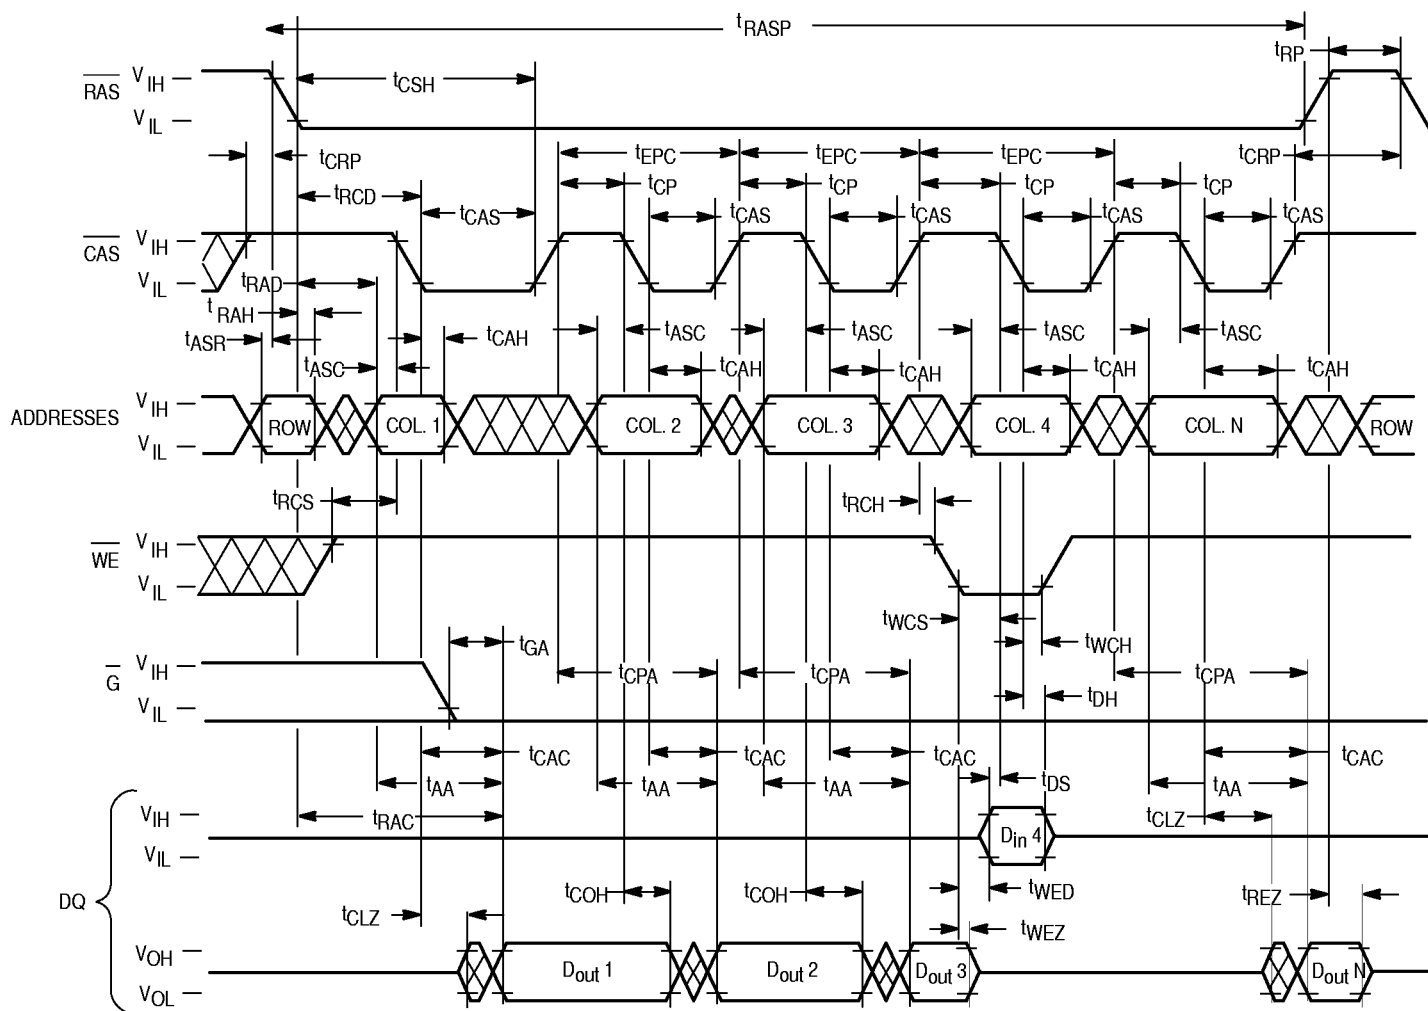 tRASP
tRP
RAS VIH
tCSH
VIL
tCRP tEPC tEPC tEPC tCRP
tRCD tCP tCP tCP tCP
tCAS tCAS tCAS tCAS tCAS
CAS VIH
VIL tRAD
tRAH
tASR tCAH tASC tASC tASC tASC
tASC tCAH tCAH tCAH tCAH
ADDRESSES VIH
ROW COL. 1 COL. 2 COL. 3 COL. 4 COL. N ROW
VIL
tRCS tRCH
WE VIH
VIL
tWCS
tGA tWCH
G VIH
tCPA tCPA tCPA
VIL tDH
tCAC tCAC tCAC tCAC
tAA tAA tAA tDS tAA
VIH tRAC tCLZ
Din 4
VIL
DQ
tCOH tCOH tWED tREZ
tCLZ tWEZ
VOH
Dout 1 Dout 2 Dout 3 Dout N
VOL